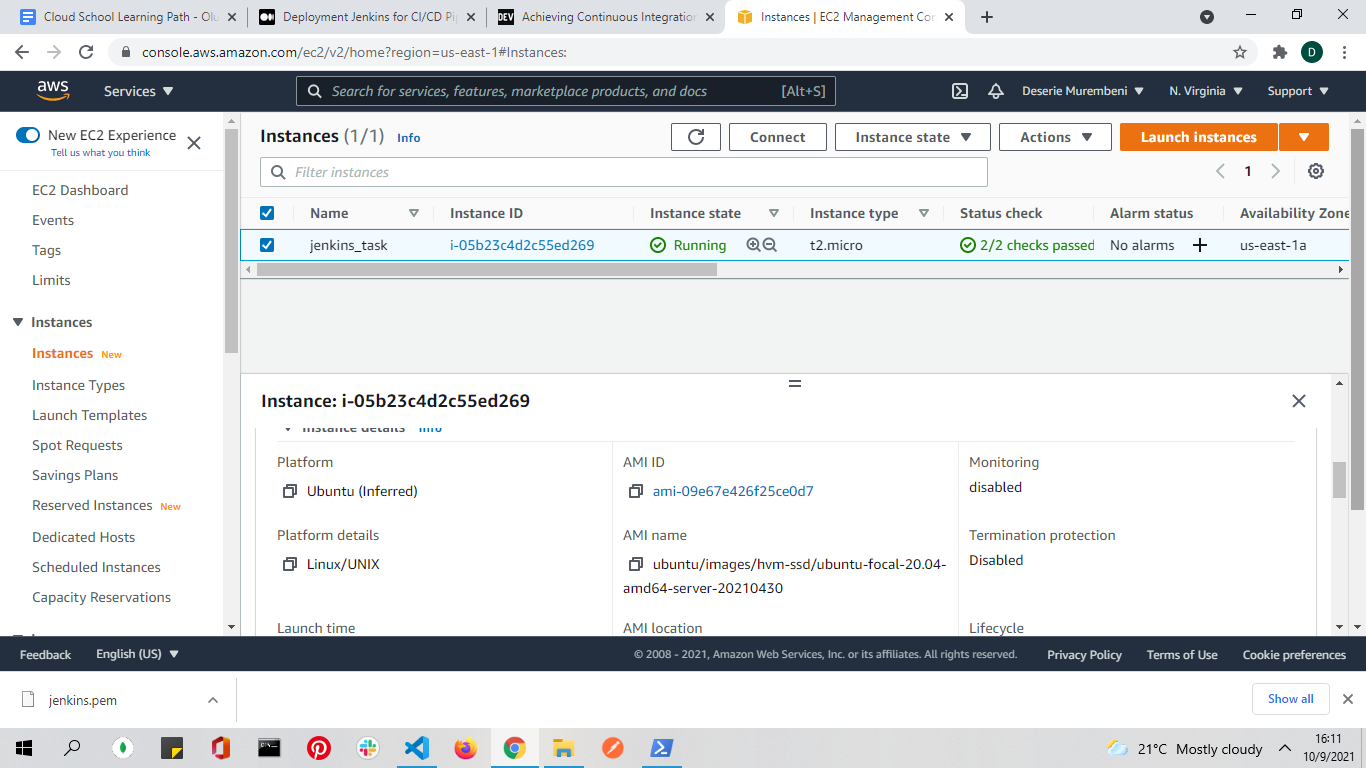 Cloud School Learning Path - Olu
Deployment Jenkins for CI/CD Pip
DEV Achieving Continuous Integration
Instances | EC2 Management Con
console.aws.amazon.com/ec2/v2/home?region=us-east-1#Instances:
D
aws
Services
Search for services, features, marketplace products, and docs
[Alt+S]
Deserie Murembeni
N. Virginia
Support
New EC2 Experience
Tell us what you think
EC2 Dashboard
Events
Tags
Limits
Instances
Instances New
Instance Types
Launch Templates
Spot Requests
Savings Plans
Reserved Instances New
Dedicated Hosts
Scheduled Instances
Capacity Reservations
Instances (1/1) Info
Connect
Instance state
Actions
Launch instances
Filter instances
1
Name
Instance ID
Instance state
Instance type
Status check
Alarm status
Availability Zone
jenkins_task
i-05b23c4d2c55ed269
Running
t2.micro
2/2 checks passed
No alarms
us-east-1a
Instance: i-05b23c4d2c55ed269
Instance details Info
Platform
Ubuntu (Inferred)
AMI ID
ami-09e67e426f25ce0d7
Monitoring
disabled
Platform details
Linux/UNIX
AMI name
ubuntu/images/hvm-ssd/ubuntu-focal-20.04-
amd64-server-20210430
Termination protection
Disabled
Launch time
AMI location
Lifecycle
Feedback
English (US)
© 2008 - 2021, Amazon Web Services, Inc. or its affiliates. All rights reserved.
Privacy Policy
Terms of Use
Cookie preferences
jenkins.pem
Show all
21°C Mostly cloudy
16:11
10/9/2021